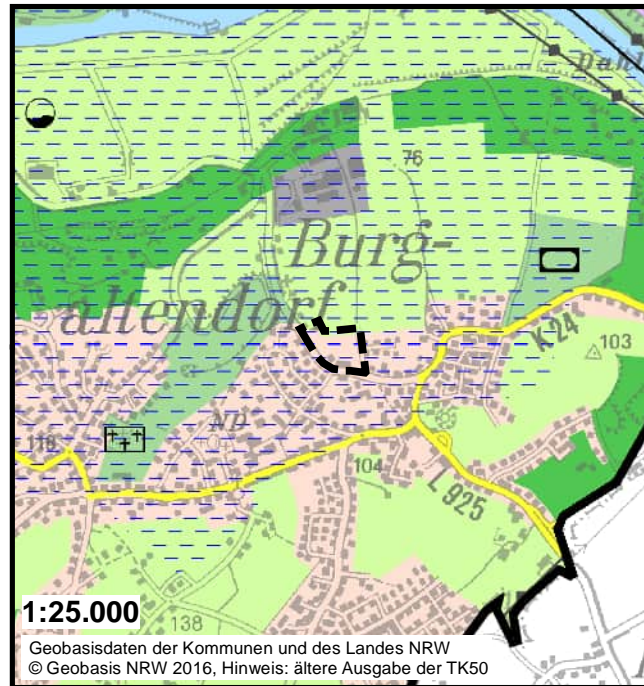 Dahl
76
Burg-
altendorf
K 24
103
ND
118
104
L 925
1:25.000
138
Geobasisdaten der Kommunen und des Landes NRW
© Geobasis NRW 2016, Hinweis: ältere Ausgabe der TK50